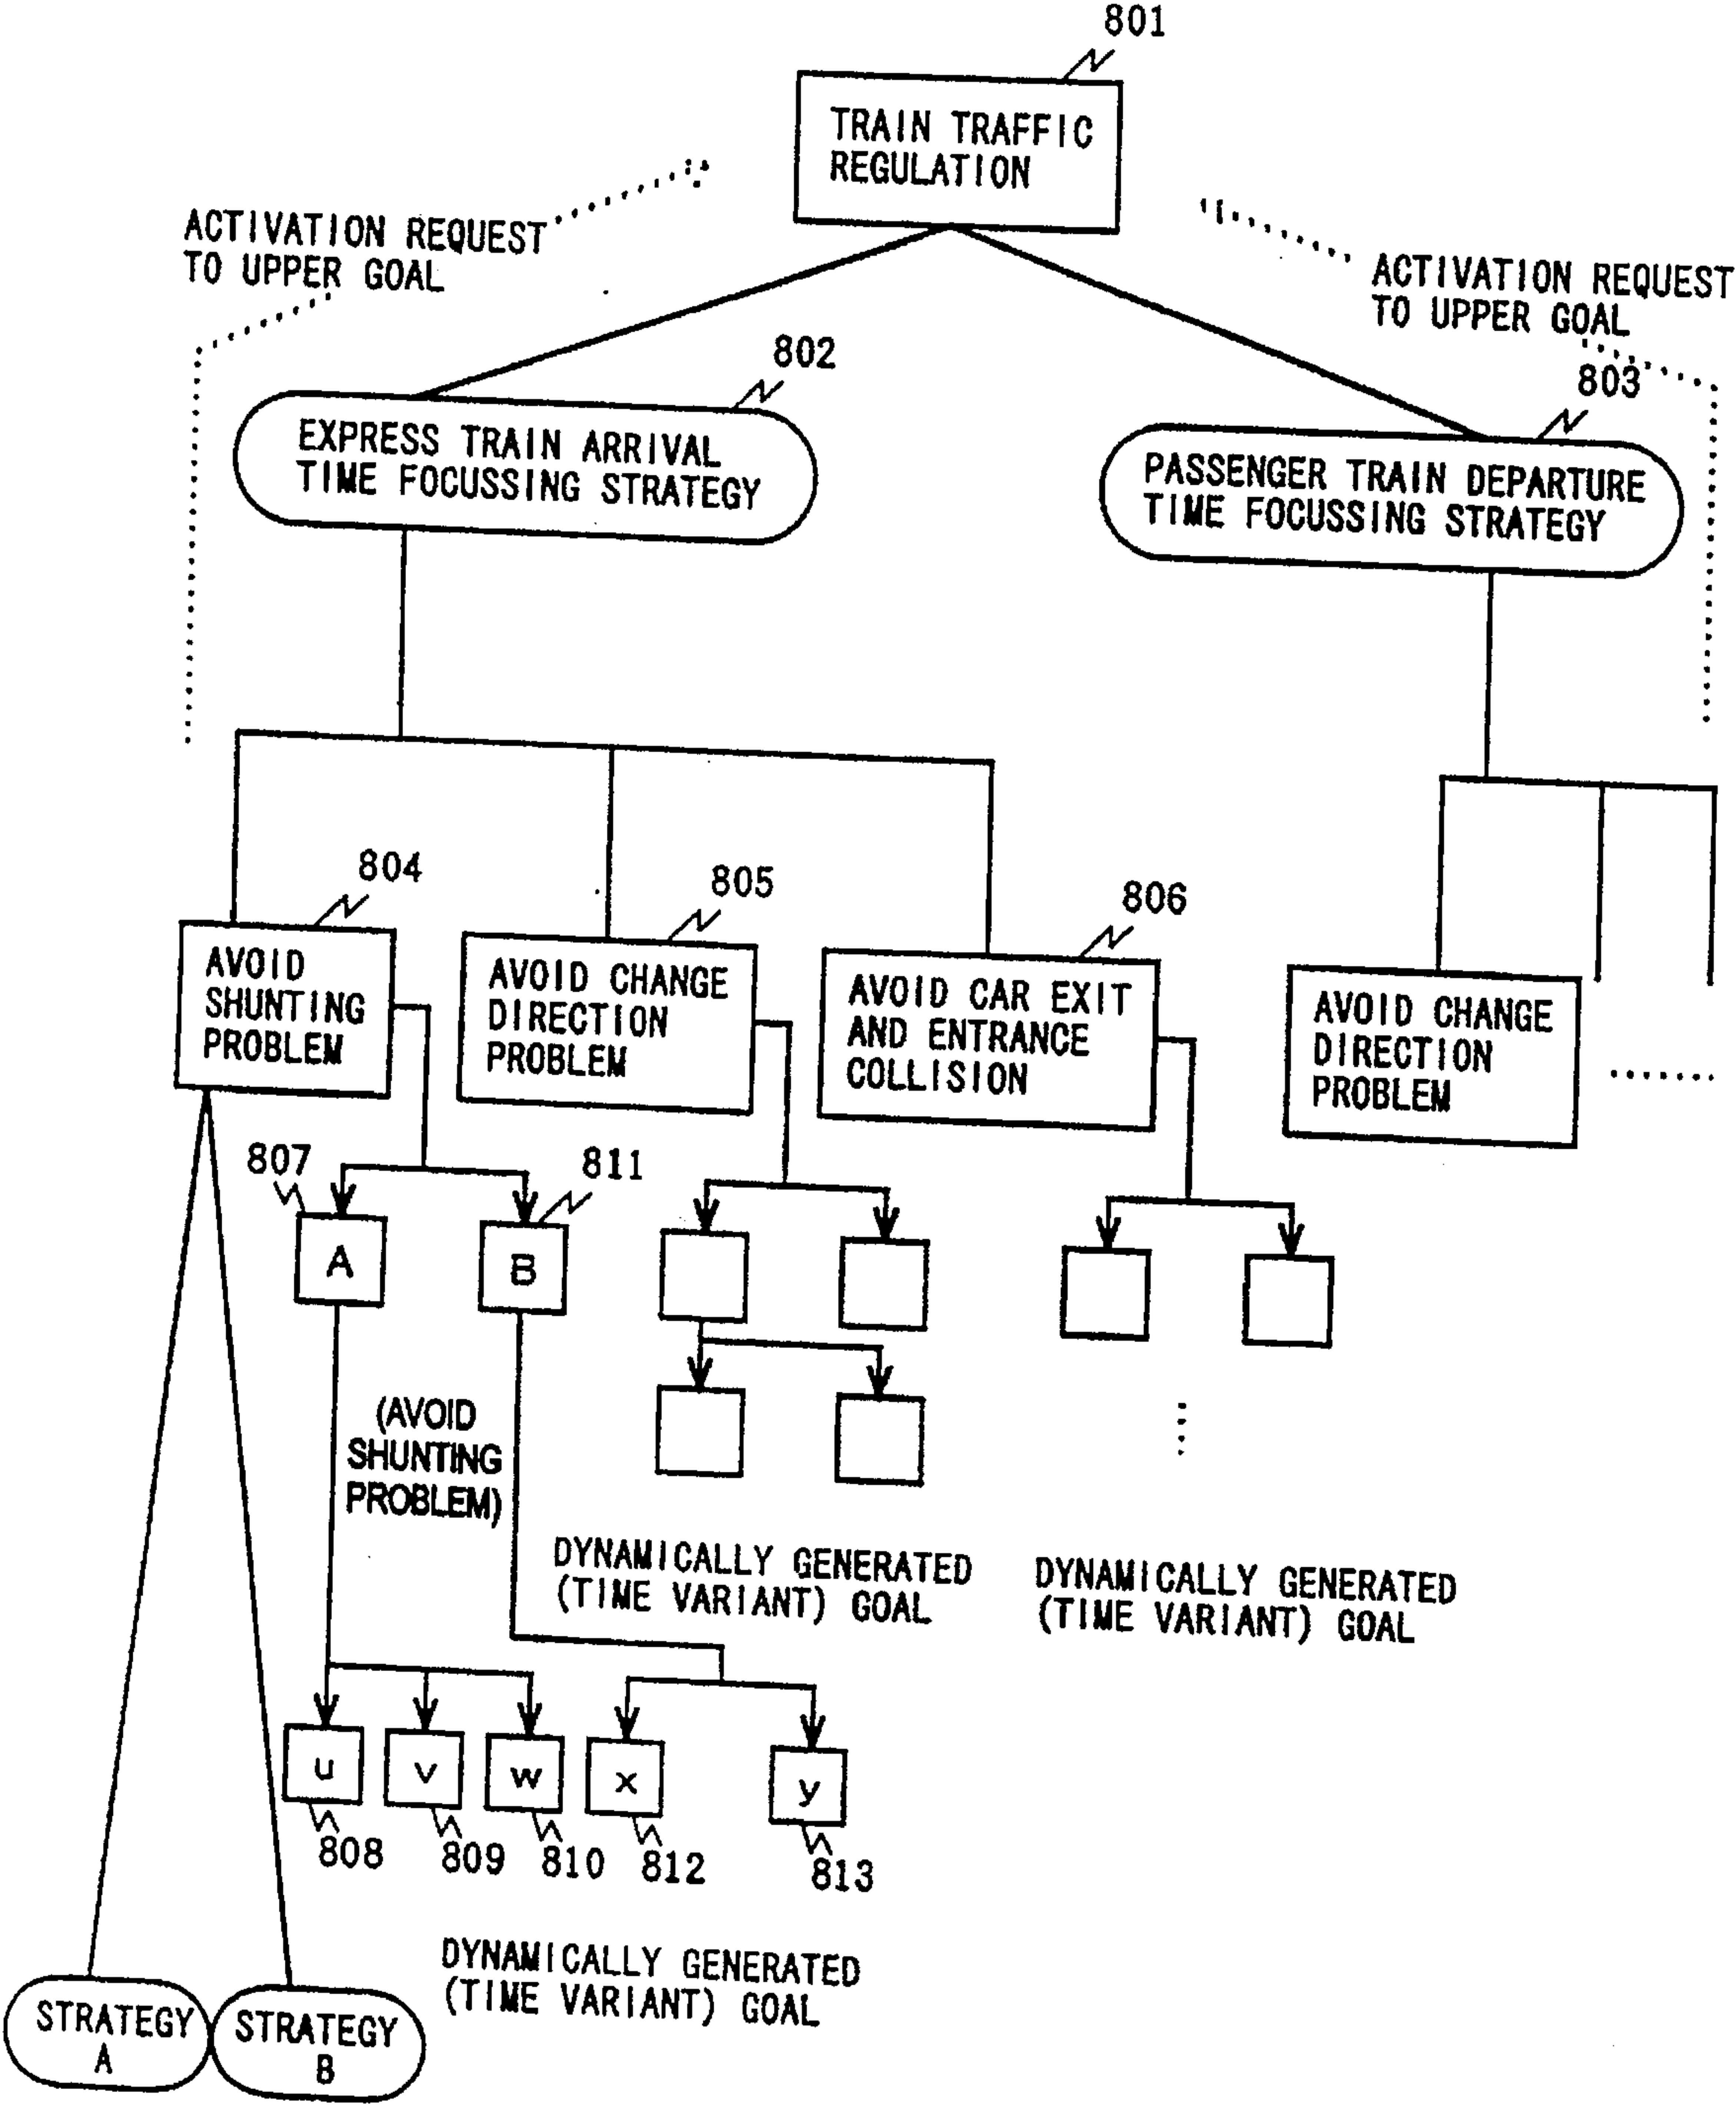 801
TRAIN TRAFFIC
REGULATION
ACTIVATION REQUEST
TO UPPER GOAL
ACTIVATION REQUEST
TO UPPER GOAL
802
803
EXPRESS TRAIN ARRIVAL
TIME FOCUSSING STRATEGY
PASSENGER TRAIN DEPARTURE
TIME FOCUSSING STRATEGY
804
805
806
AVOID
SHUNTING
PROBLEM
AVOID CHANGE
DIRECTION
PROBLEM
AVOID CAR EXIT
AND ENTRANCE
COLLISION
AVOID CHANGE
DIRECTION
PROBLEM
807
811
A
B
(AVOID
SHUNTING
PROBLEM)
DYNAMICALLY GENERATED
(TIME VARIANT) GOAL
DYNAMICALLY GENERATED
(TIME VARIANT) GOAL
u
v
w
x
y
808
809
810
812
813
DYNAMICALLY GENERATED
(TIME VARIANT) GOAL
STRATEGY
A
STRATEGY
B